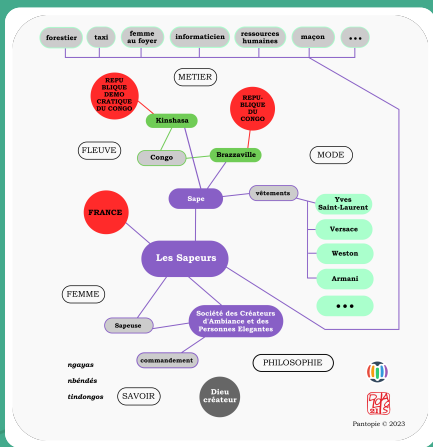 forestier
taxi
femme
au foyer
informaticien
ressources
humaines
maçon
...
METIER
REPU
BLIQUE
DEMO
CRATIQUE
DU CONGO
REPU-
BLIQUE
DU
CONGO
Kinshasa
FLEUVE
Congo
Brazzaville
MODE
Sape
vêtements
Yves
Saint-Laurent
FRANCE
Versace
Les Sapeurs
Weston
Armani
FEMME
Société des Créateurs
d'Ambiance et des
Personnes Elegantes
...
Sapeuse
commandement
PHILOSOPHIE
ngayas
nbéndés
tindongos
SAVOIR
Dieu
créateur
Pantopie © 2023